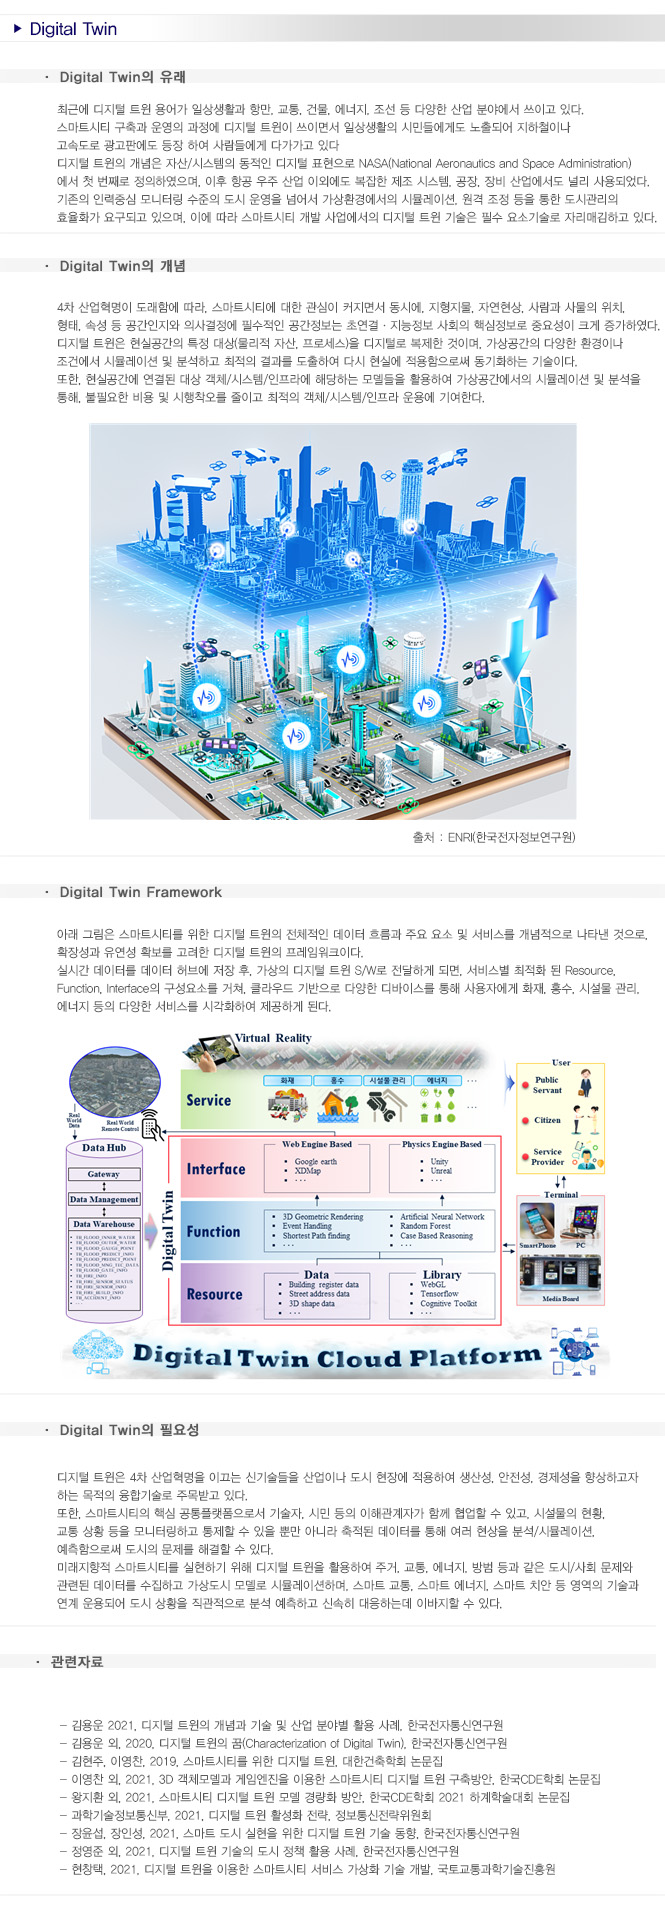 Digital Twin
· Digital Twin의 유래
최근에 디지털 트윈 용어가 일상생활과 항만, 교통, 건물, 에너지, 조선 등 다양한 산업 분야에서 쓰이고 있다.
스마트시티 구축과 운영의 과정에 디지털 트윈이 쓰이면서 일상생활의 시민들에게도 노출되어 지하철이나
고속도로 광고판에도 등장 하여 사람들에게 다가가고 있다
디지털 트윈의 개념은 자산/시스템의 동적인 디지털 표현으로 NASA(National Aeronautics and Space Administration)
에서 첫 번째로 정의하였으며, 이후 항공 우주 산업 이외에도 복잡한 제조 시스템, 공장, 장비 산업에서도 널리 사용되었다.
기존의 인력중심 모니터링 수준의 도시 운영을 넘어서 가상환경에서의 시뮬레이션, 원격 조정 등을 통한 도시관리의
효율화가 요구되고 있으며, 이에 따라 스마트시티 개발 사업에서의 디지털 트윈 기술은 필수 요소기술로 자리매김하고 있다.
· Digital Twin의 개념
4차 산업혁명이 도래함에 따라, 스마트시티에 대한 관심이 커지면서 동시에, 지형지물, 자연현상, 사람과 사물의 위치,
형태, 속성 등 공간인지와 의사결정에 필수적인 공간정보는 초연결 · 지능정보 사회의 핵심정보로 중요성이 크게 증가하였다.
디지털 트윈은 현실공간의 특정 대상(물리적 자산, 프로세스)을 디지털로 복제한 것이며, 가상공간의 다양한 환경이나
조건에서 시뮬레이션 및 분석하고 최적의 결과를 도출하여 다시 현실에 적용함으로써 동기화하는 기술이다.
또한, 현실공간에 연결된 대상 객체/시스템/인프라에 해당하는 모델들을 활용하여 가상공간에서의 시뮬레이션 및 분석을
통해, 불필요한 비용 및 시행착오를 줄이고 최적의 객체/시스템/인프라 운용에 기여한다.
출처 : ENRI(한국전자정보연구원)
· Digital Twin Framework
아래 그림은 스마트시티를 위한 디지털 트윈의 전체적인 데이터 흐름과 주요 요소 및 서비스를 개념적으로 나타낸 것으로,
확장성과 유연성 확보를 고려한 디지털 트윈의 프레임워크이다.
실시간 데이터를 데이터 허브에 저장 후, 가상의 디지털 트윈 S/W로 전달하게 되면, 서비스별 최적화 된 Resource,
Function, Interface의 구성요소를 거쳐, 클라우드 기반으로 다양한 디바이스를 통해 사용자에게 화재, 홍수, 시설물 관리,
에너지 등의 다양한 서비스를 시각화하여 제공하게 된다.
Virtual Reality
Service
화재 홍수 시설물 관리 에너지 ...
...
User
Public
Servant
Citizen
Service
Provider
Real
World
Data
Real World
Remote Control
Data Hub
Gateway
Data Management
Data Warehouse
• TB_FLOOD_INNER_WATER
• TB_FLOOD_OUTER_WATER
• TB_FLOOD_GAUGE_POINT
• TB_FLOOD_PREDICT_INFO
• TB_FLOOD_PREDICT_POINT
• TB_FLOOD_MNG_TEL_DATA
• TB_FLOOD_GATE_INFO
• TB_FIRE_INFO
• TB_FIRE_SENSOR_STATUS
• TB_FIRE_SENSOR_INFO
• TB_FIRE_BUILD_INFO
• TB_ACCIDENT_INFO
• ...
Digital Twin
Interface
Web Engine Based
• Google earth
• XDMap
• ...
Physics Engine Based
• Unity
• Unreal
• ...
Function
• 3D Geometric Rendering
• Event Handling
• Shortest Path finding
• ...
• Artificial Neural Network
• Random Forest
• Case Based Reasoning
• ...
Resource
Data
• Building register data
• Street address data
• 3D shape data
• ...
Library
• WebGL
• Tensorflow
• Cognitive Toolkit
• ...
Terminal
SmartPhone
PC
Media Board
Digital Twin Cloud Platform
· Digital Twin의 필요성
디지털 트윈은 4차 산업혁명을 이끄는 신기술들을 산업이나 도시 현장에 적용하여 생산성, 안전성, 경제성을 향상하고자
하는 목적의 융합기술로 주목받고 있다.
또한, 스마트시티의 핵심 공통플랫폼으로서 기술자, 시민 등의 이해관계자가 함께 협업할 수 있고, 시설물의 현황,
교통 상황 등을 모니터링하고 통제할 수 있을 뿐만 아니라 축적된 데이터를 통해 여러 현상을 분석/시뮬레이션,
예측함으로써 도시의 문제를 해결할 수 있다.
미래지향적 스마트시티를 실현하기 위해 디지털 트윈을 활용하여 주거, 교통, 에너지, 방범 등과 같은 도시/사회 문제와
관련된 데이터를 수집하고 가상도시 모델로 시뮬레이션하며, 스마트 교통, 스마트 에너지, 스마트 치안 등 영역의 기술과
연계 운용되어 도시 상황을 직관적으로 분석 예측하고 신속히 대응하는데 이바지할 수 있다.
· 관련자료
- 김용운 2021, 디지털 트윈의 개념과 기술 및 산업 분야별 활용 사례, 한국전자통신연구원
- 김용운 외, 2020, 디지털 트윈의 꿈(Characterization of Digital Twin), 한국전자통신연구원
- 김현주, 이영찬, 2019, 스마트시티를 위한 디지털 트윈, 대한건축학회 논문집
- 이영찬 외, 2021, 3D 객체모델과 게임엔진을 이용한 스마트시티 디지털 트윈 구축방안, 한국CDE학회 논문집
- 왕지환 외, 2021, 스마트시티 디지털 트윈 모델 경량화 방안, 한국CDE학회 2021 하계학술대회 논문집
- 과학기술정보통신부, 2021, 디지털 트윈 활성화 전략, 정보통신전략위원회
- 장윤섭, 장인성, 2021, 스마트 도시 실현을 위한 디지털 트윈 기술 동향, 한국전자통신연구원
- 정영준 외, 2021, 디지털 트윈 기술의 도시 정책 활용 사례, 한국전자통신연구원
- 현창택, 2021, 디지털 트윈을 이용한 스마트시티 서비스 가상화 기술 개발, 국토교통과학기술진흥원